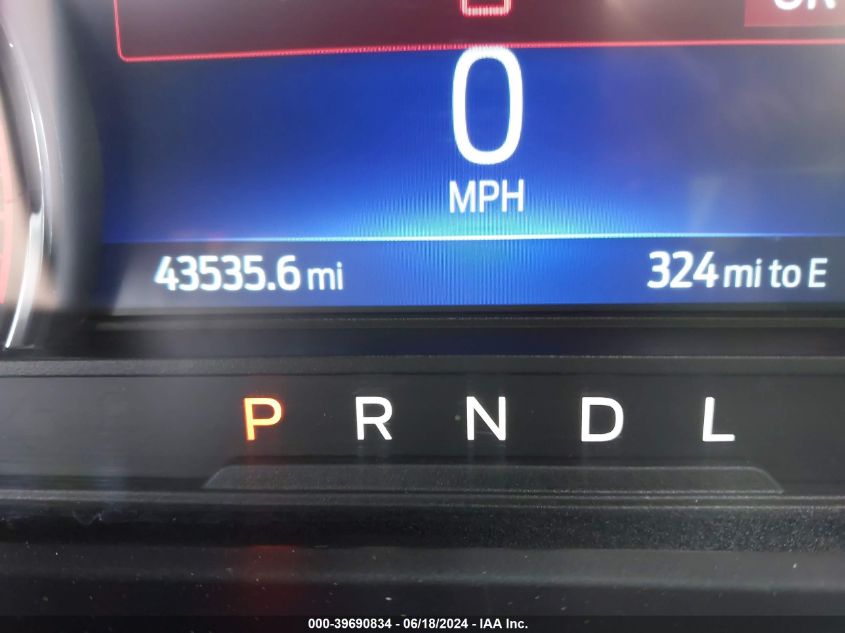 0
MPH
43535.6 mi 324 mi to E
P R N D L
000-39690834 - 06/18/2024 - IAA Inc.